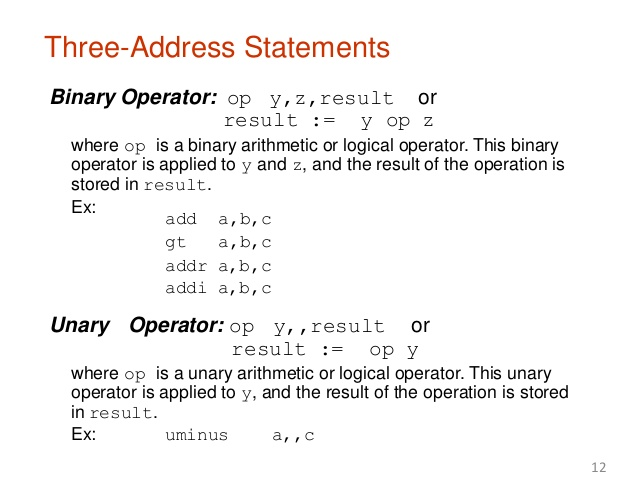 Three-Address Statements
Binary Operator: op y,z,result or
result := y op z
where op is a binary arithmetic or logical operator. This binary
operator is applied to y and z, and the result of the operation is
stored in result.
Ex:
add a,b,c
gt a,b,c
addr a,b,c
addi a,b,c
Unary Operator: op y,,result or
result := op y
where op is a unary arithmetic or logical operator. This unary
operator is applied to y, and the result of the operation is stored
in result.
Ex: uminus a,,c
12